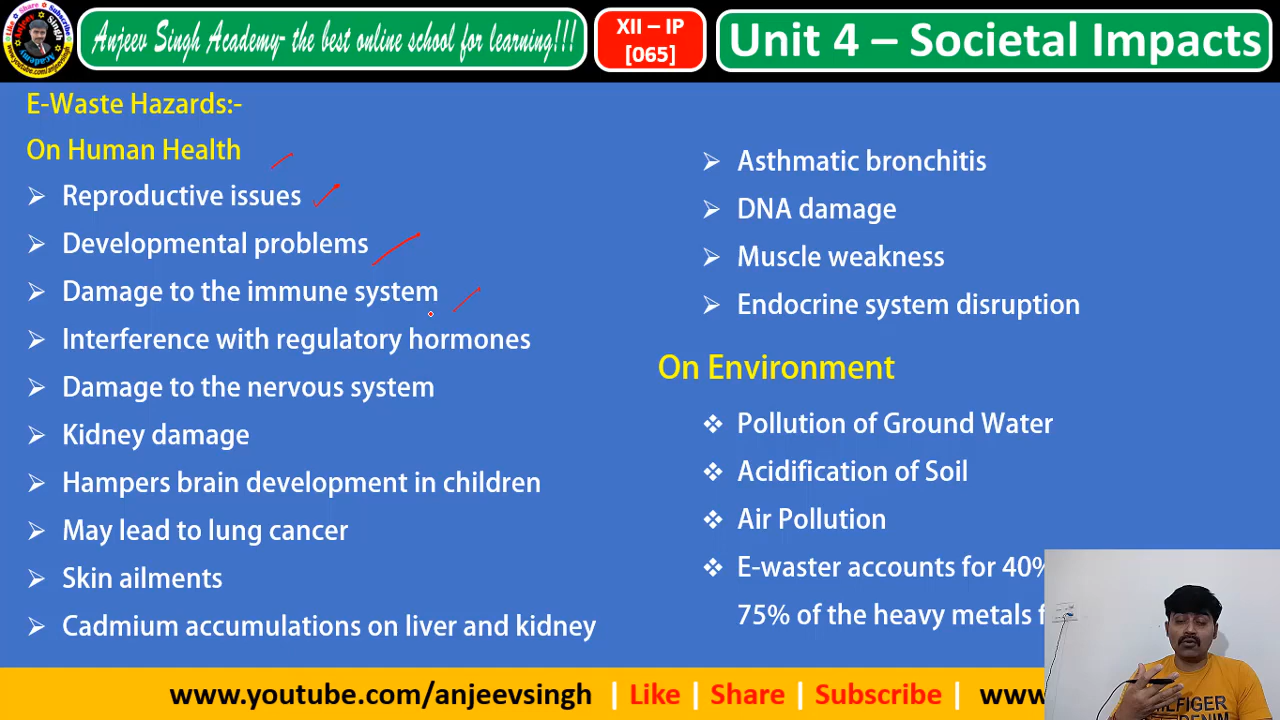 Anjeev Singh Academy- the best online school for learning!!!
XII – IP
[065]
Unit 4 – Societal Impacts
E-Waste Hazards:-
On Human Health
Reproductive issues
Developmental problems
Damage to the immune system
Interference with regulatory hormones
Damage to the nervous system
Kidney damage
Hampers brain development in children
May lead to lung cancer
Skin ailments
Cadmium accumulations on liver and kidney
Asthmatic bronchitis
DNA damage
Muscle weakness
Endocrine system disruption
On Environment
Pollution of Ground Water
Acidification of Soil
Air Pollution
E-waster accounts for 40%
75% of the heavy metals
www.youtube.com/anjeevsingh | Like | Share | Subscribe | www.